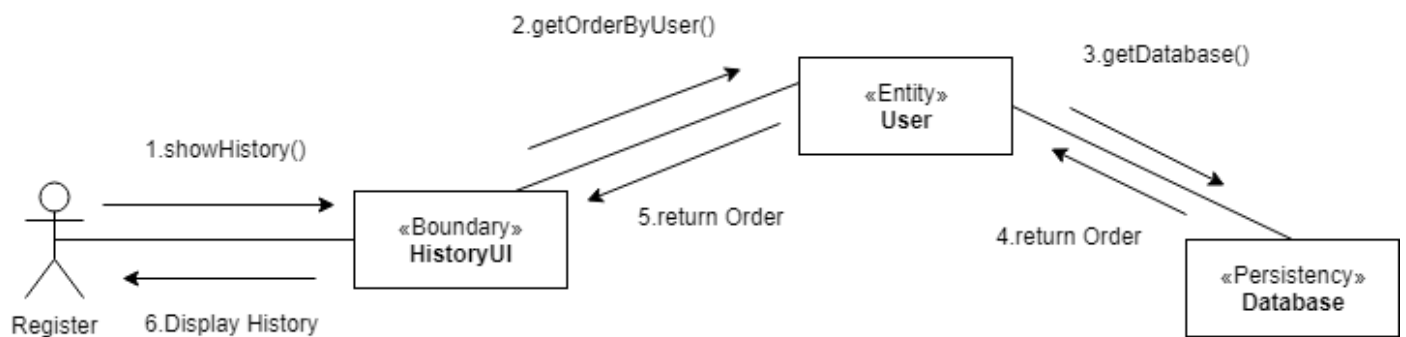 2.getOrderByUser()
3.getDatabase()
«Entity»
User
1.showHistory()
«Boundary»
HistoryUI
5.return Order
4.return Order
«Persistency»
Database
Register
6.Display History